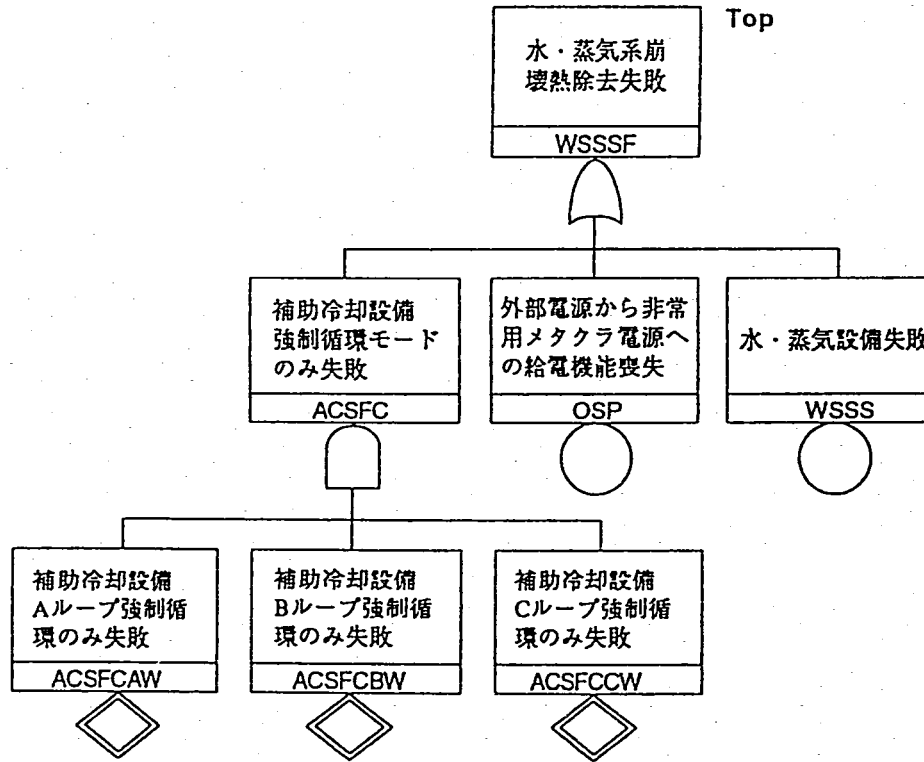 Top
水・蒸気系崩
壊熱除去失敗
WSSSF
補助冷却設備
強制循環モード
のみ失敗
ACSFC
外部電源から非常
用メタクラ電源へ
の給電機能喪失
OSP
水・蒸気設備失敗
WSSS
補助冷却設備
Aループ強制循
環のみ失敗
ACSFCAW
補助冷却設備
Bループ強制循
環のみ失敗
ACSFCBW
補助冷却設備
Cループ強制循
環のみ失敗
ACSFCCW